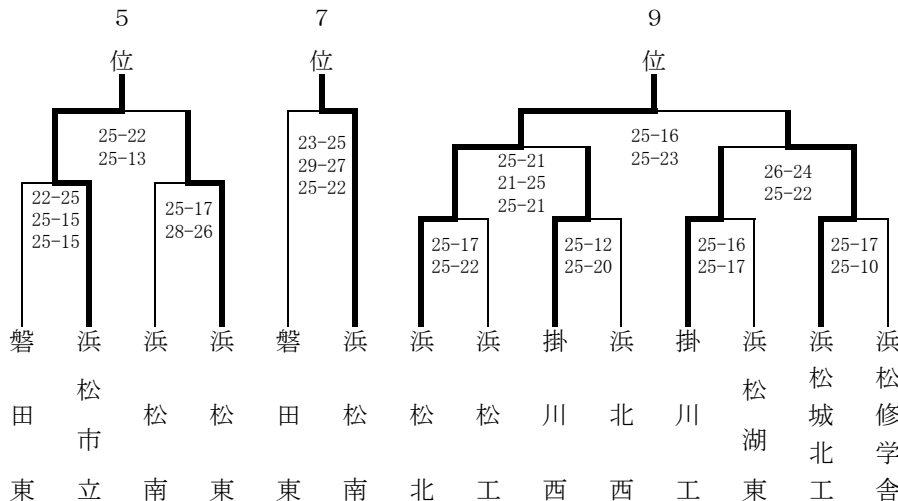 5位
7位
9位
25-22
25-13
22-25
25-15
25-15
25-17
28-26
23-25
29-27
25-22
25-16
25-23
25-21
21-25
25-21
26-24
25-22
25-17
25-22
25-12
25-20
25-16
25-17
25-17
25-10
磐田東
浜松市立
浜松南
浜松東
磐田東
浜松南
浜松北
浜松工
掛川西
浜北西
掛川工
浜松湖東
浜松城北工
浜松修学舎